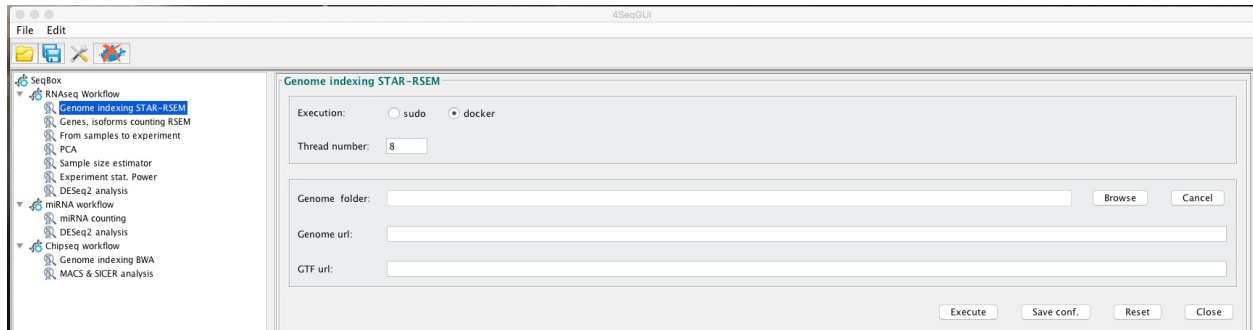 4SeqGUI
File Edit
SeqBox
RNAseq Workflow
Genome indexing STAR-RSEM
Genes, isoforms counting RSEM
From samples to experiment
PCA
Sample size estimator
Experiment stat. Power
DESeq2 analysis
miRNA workflow
miRNA counting
DESeq2 analysis
Chipseq workflow
Genome indexing BWA
MACS & SICER analysis
Genome indexing STAR-RSEM
Execution: sudo docker
Thread number: 8
Genome folder: Browse Cancel
Genome url:
GTF url:
Execute Save conf. Reset Close